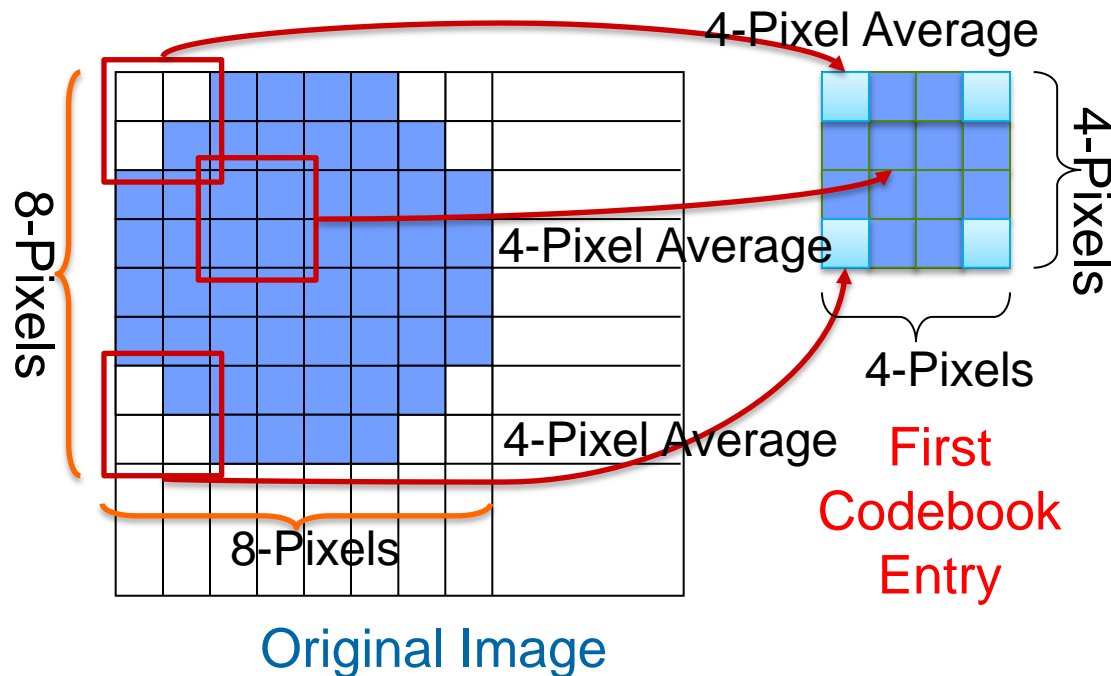 4-Pixel Average
8-Pixels
4-Pixels
4-Pixel Average
4-Pixels
4-Pixel Average
First
Codebook
Entry
8-Pixels
Original Image